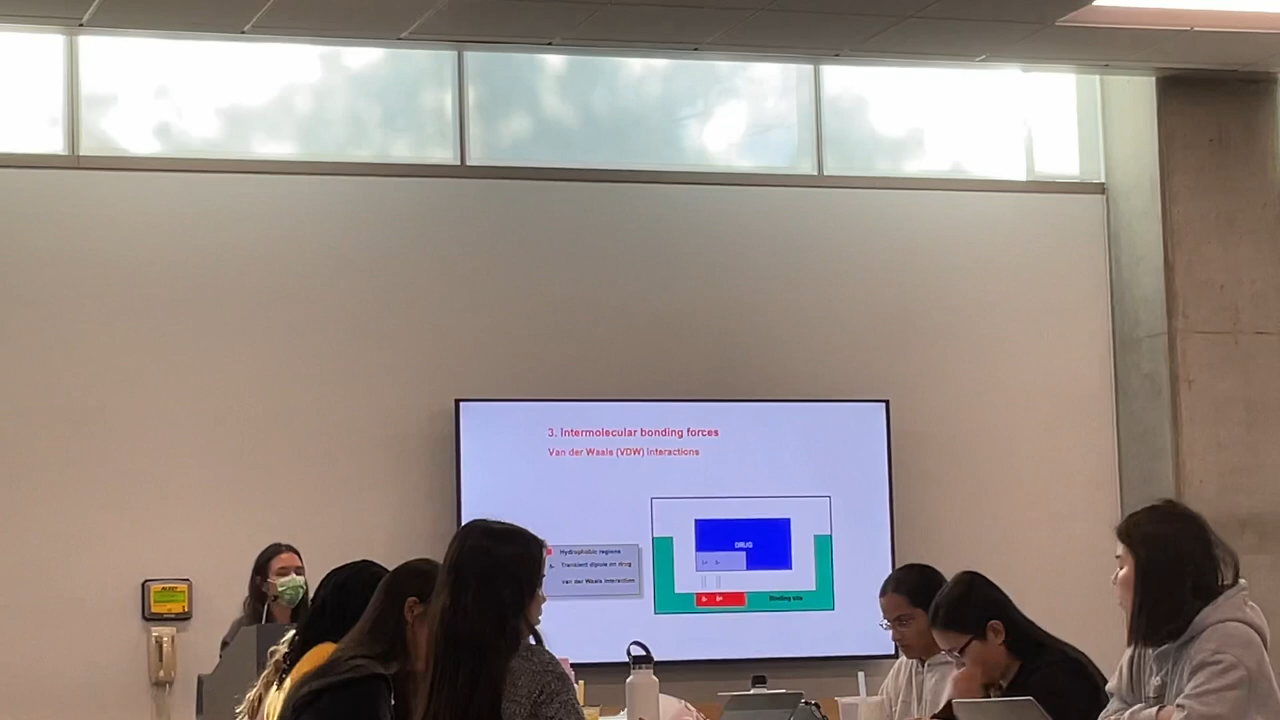 3. Intermolecular bonding forces
Van der Waals (VDW) Interactions
DRUG
Hydrophobic regions
Transient dipole on drug
van der Waals interaction
Binding site